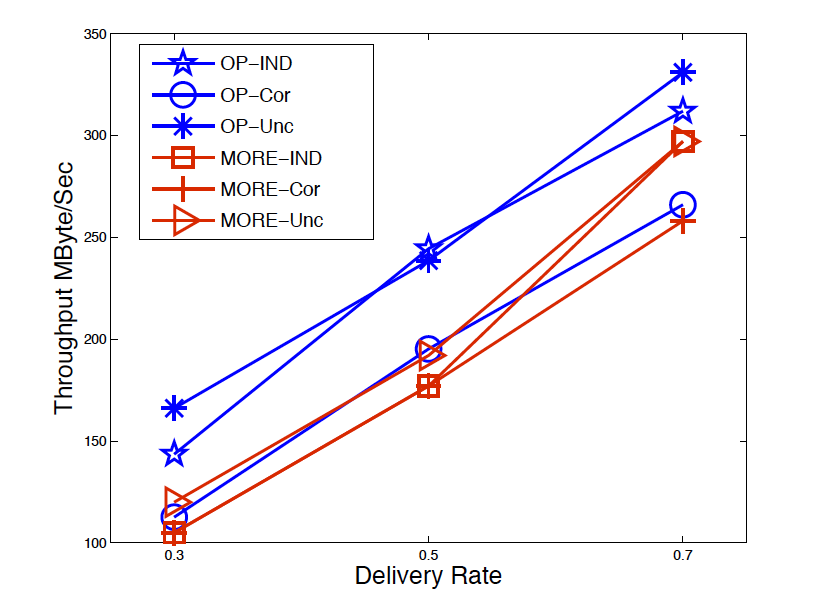 350
300
250
200
150
100
Throughput MByte/Sec
OP-IND
OP-Cor
OP-Unc
MORE-IND
MORE-Cor
MORE-Unc
0.3
0.5
0.7
Delivery Rate